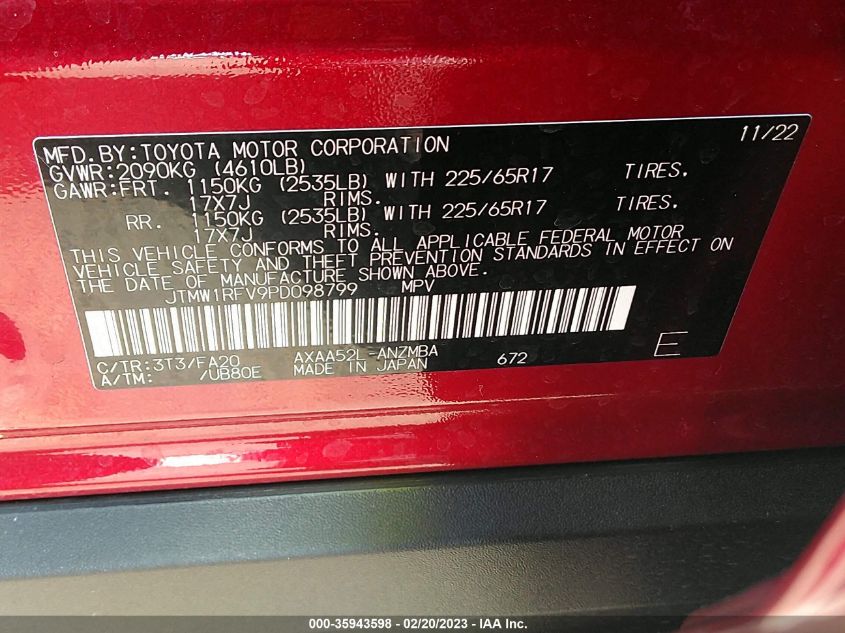 MFD.BY:TOYOTA MOTOR CORPORATION 11/22
GVWR:2090KG (4610LB)
GAWR:FRT. 1150KG (2535LB) WITH 225/65R17 TIRES.
17X7J RIMS.
RR. 1150KG (2535LB) WITH 225/65R17 TIRES.
17X7J RIMS.
THIS VEHICLE CONFORMS TO ALL APPLICABLE FEDERAL MOTOR
VEHICLE SAFETY AND THEFT PREVENTION STANDARDS IN EFFECT ON
THE DATE OF MANUFACTURE SHOWN ABOVE.
JTMW1RFV9PD098799 MPV
C/TR:3T3/FA20 AXAA52L-ANZMBA 672 E
A/TM: /UB80E MADE IN JAPAN
000-35943598 - 02/20/2023 - IAA Inc.